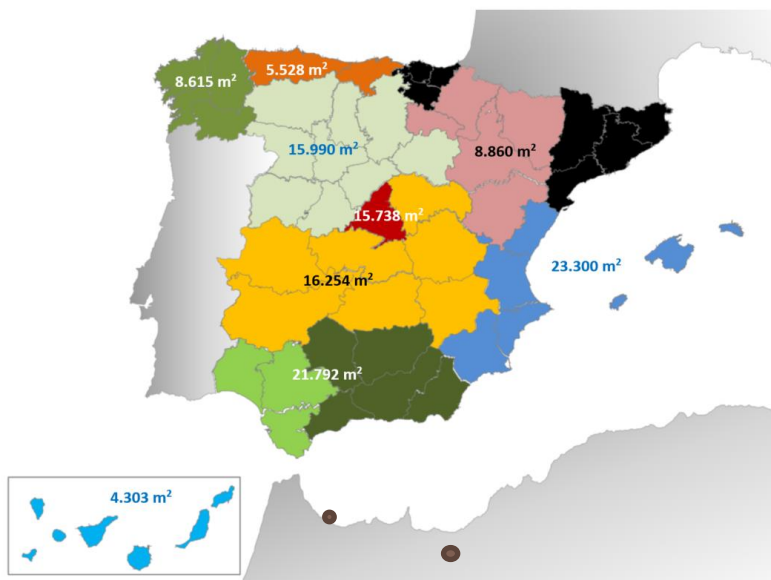 8.615 m²
5.528 m²
15.990 m²
8.860 m²
15.738 m²
23.300 m²
16.254 m²
21.792 m²
4.303 m²